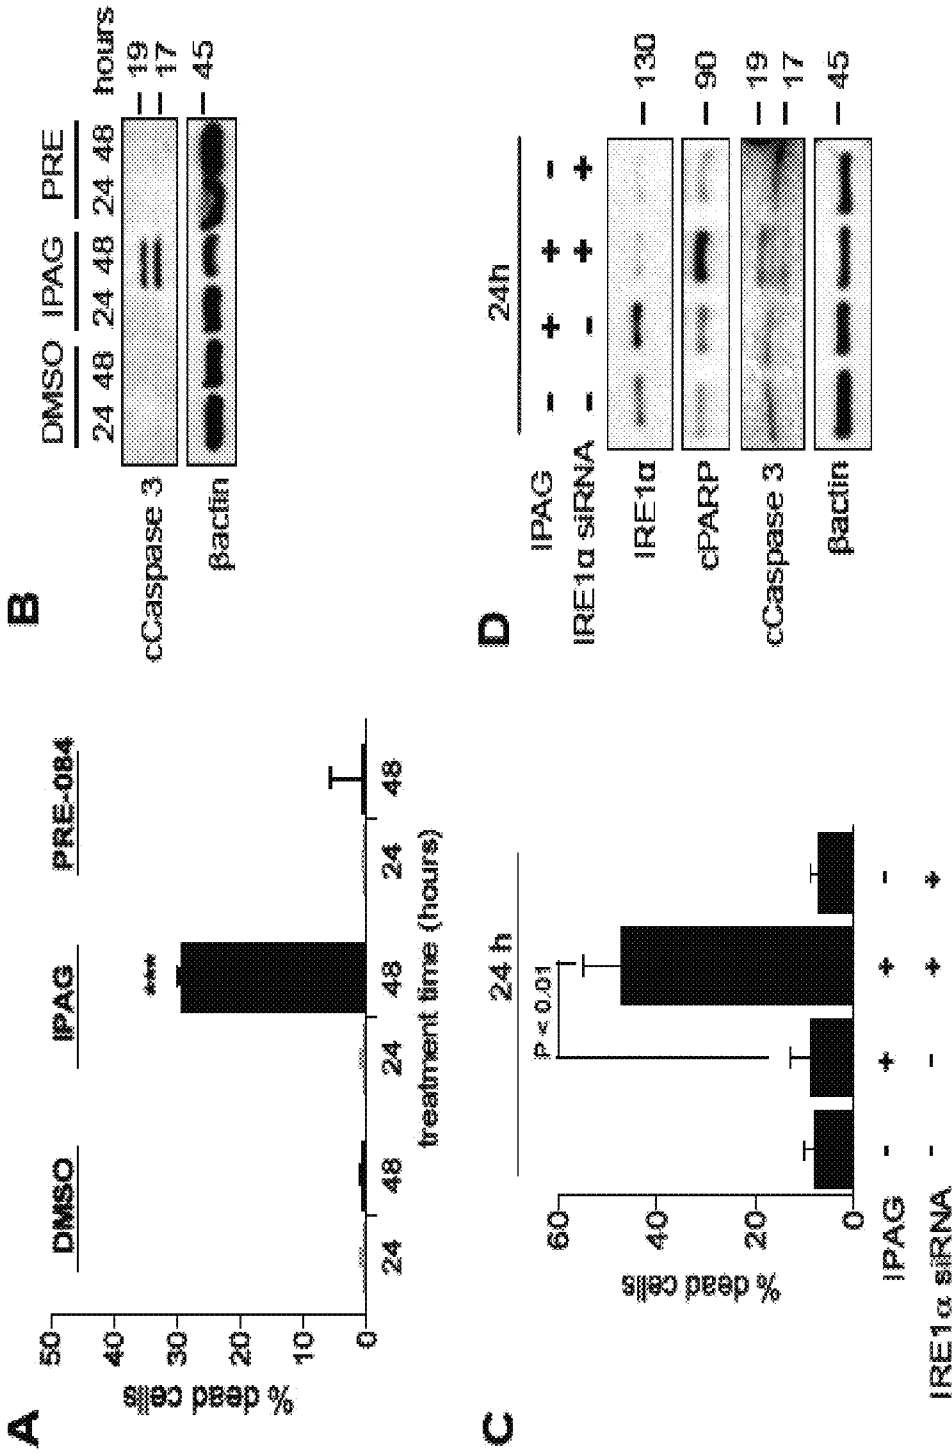 A
DMSO IPAG PRE-084
50
40
30
20
10
0
***
% dead cells
24 48 24 48 24 48
treatment time (hours)
B
DMSO IPAG PRE
24 48 24 48 24 48 hours
cCaspase 3
– 19
– 17
βactin
– 45
C
24 h
P < 0.01
60
40
20
0
% dead cells
IPAG - + + -
IRE1α siRNA - - + +
D
24h
IPAG - + + -
IRE1α siRNA - - + +
IRE1α – 130
cPARP – 90
cCaspase 3
– 19
– 17
βactin – 45